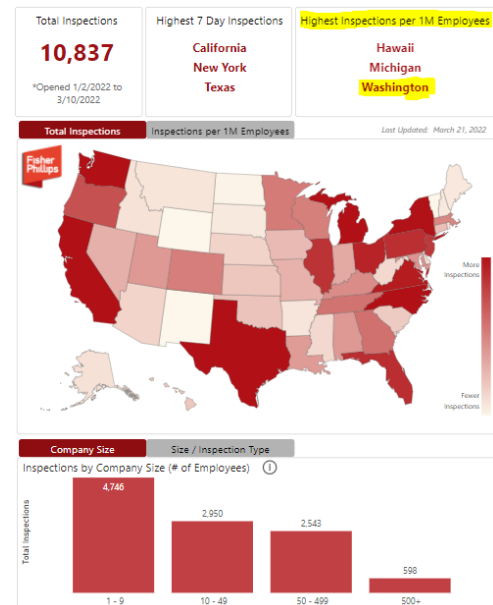 Total Inspections
10,837
*Opened 1/2/2022 to
3/10/2022
Highest 7 Day Inspections
California
New York
Texas
Highest Inspections per 1M Employees
Hawaii
Michigan
Washington
Total Inspections
Inspections per 1M Employees
Last Updated: March 21, 2022
Fisher
Phillips
More
Inspections
Fewer
Inspections
Company Size
Size / Inspection Type
Inspections by Company Size (# of Employees)
Total Inspections
4,746
2,950
2,543
598
1 - 9
10 - 49
50 - 499
500+